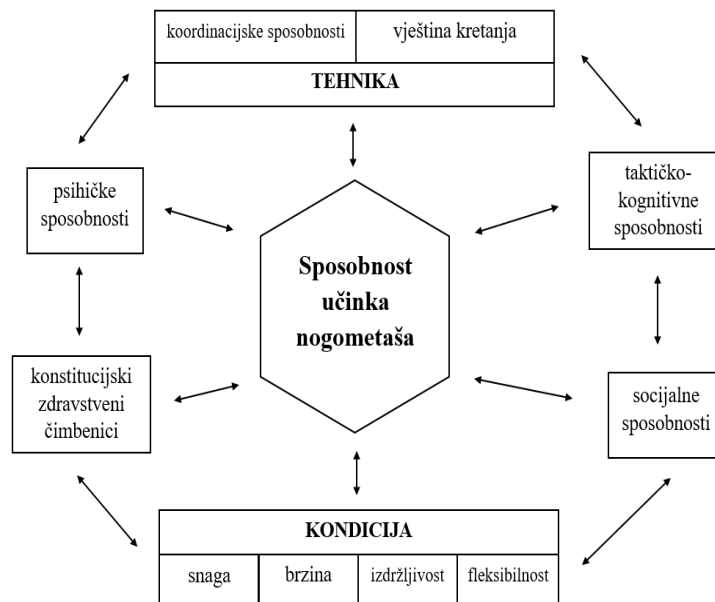 koordinacijske sposobnosti
vještina kretanja
TEHNIKA
psihičke
sposobnosti
taktičko-
kognitivne
sposobnosti
Sposobnost
učinka
nogometaša
konstitucijski
zdravstveni
čimbenici
socijalne
sposobnosti
KONDICIJA
snaga
brzina
izdržljivost
fleksibilnost